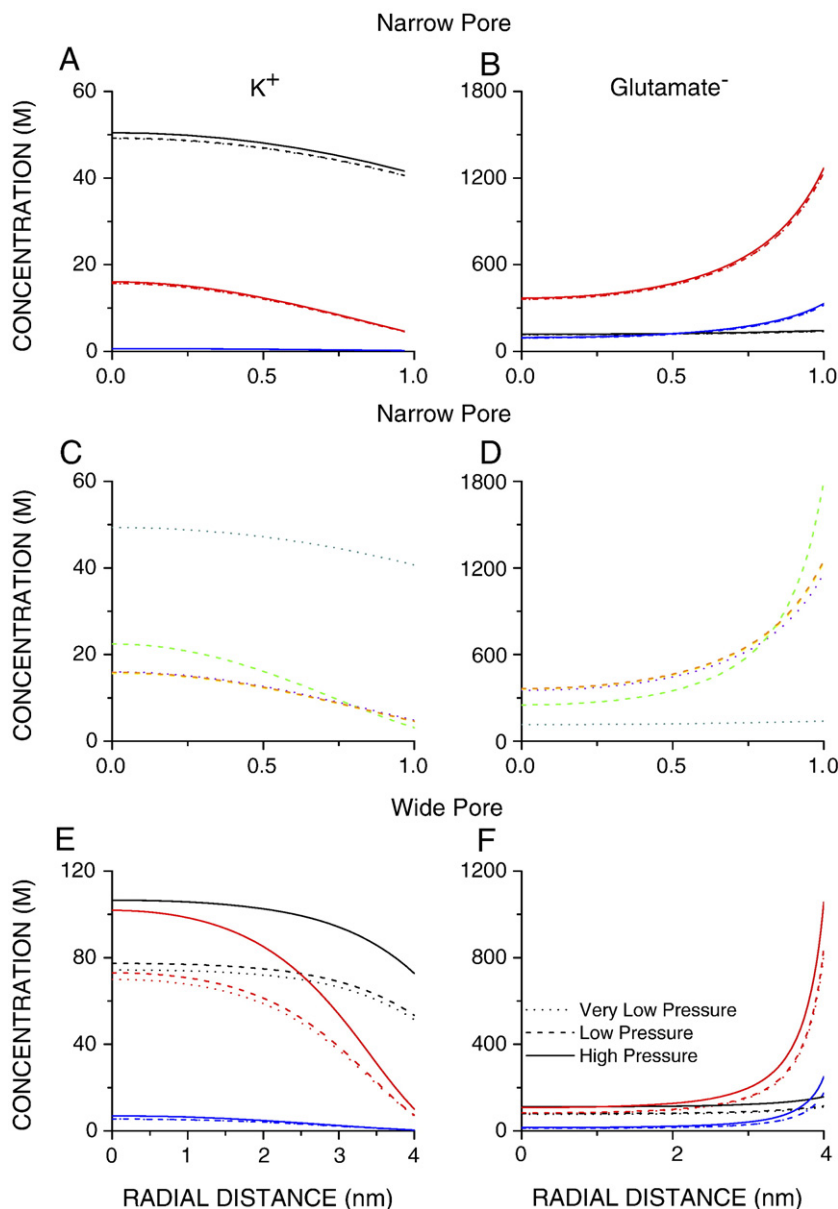 Narrow Pore
A
B
K+
Glutamate-
CONCENTRATION (M)
60
40
20
0
0.0
0.5
1.0
1800
1200
600
0
0.0
0.5
1.0
Narrow Pore
C
D
CONCENTRATION (M)
60
40
20
0
0.0
0.5
1.0
1800
1200
600
0
0.0
0.5
1.0
Wide Pore
E
F
CONCENTRATION (M)
120
80
40
0
0
1
2
3
4
1200
800
400
0
0
2
4
Very Low Pressure
Low Pressure
High Pressure
RADIAL DISTANCE (nm)
RADIAL DISTANCE (nm)